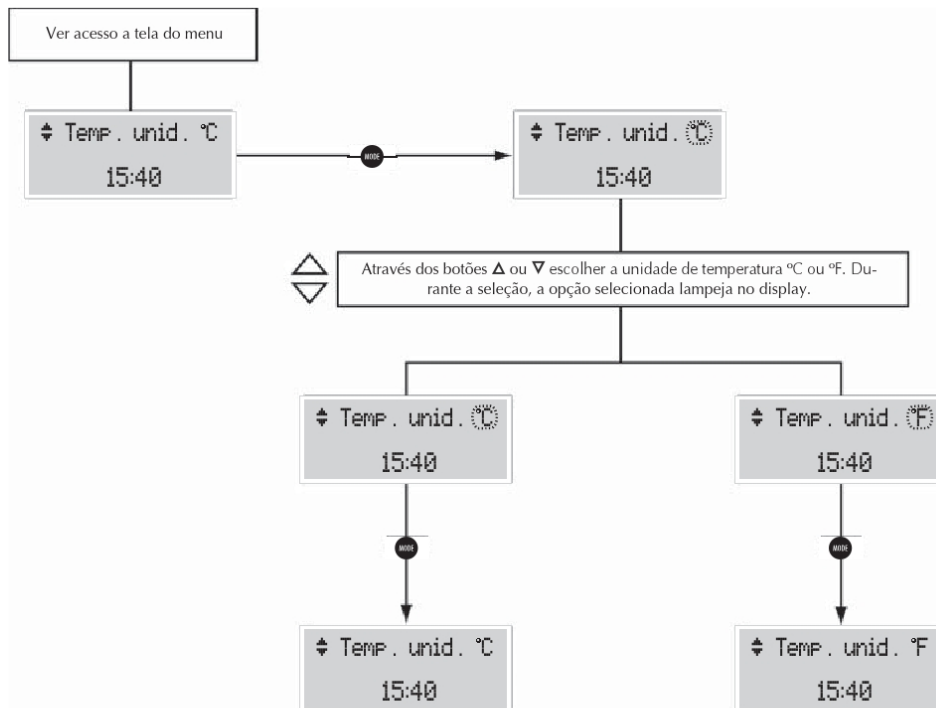 Ver acesso a tela do menu
Temp. unid. °C
15:40
MODE
Temp. unid. °C
15:40
Através dos botões Δ ou ∇ escolher a unidade de temperatura ºC ou ºF. Du-
rante a seleção, a opção selecionada lampeja no display.
Temp. unid. °C
15:40
Temp. unid. °F
15:40
MODE
MODE
Temp. unid. °C
15:40
Temp. unid. °F
15:40